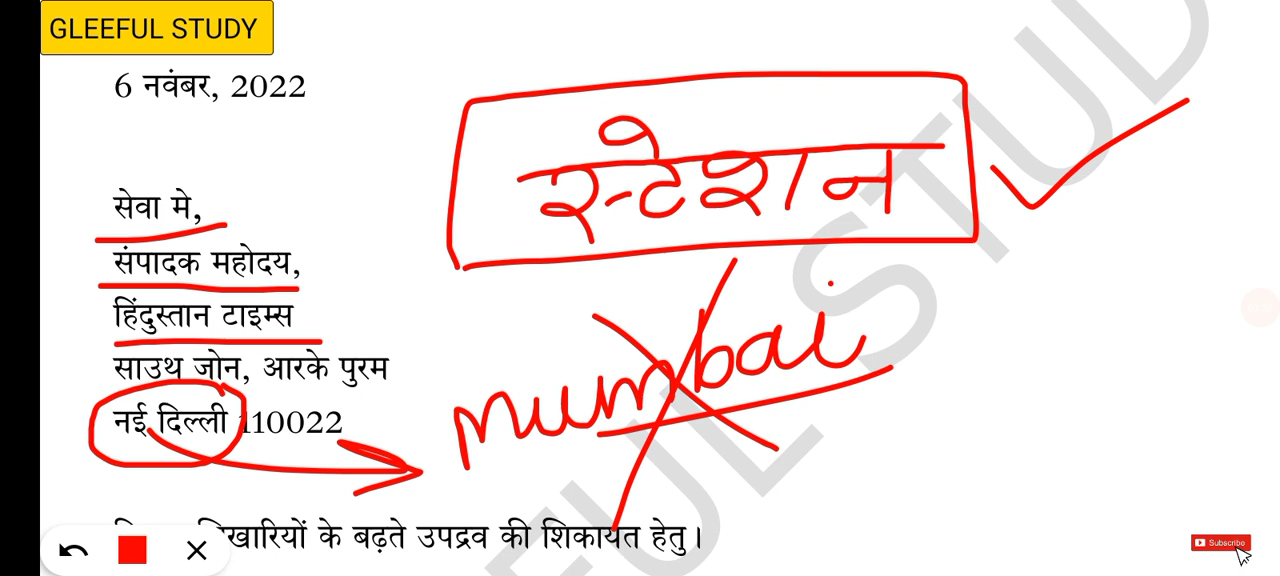 GLEEFUL STUDY
6 नवंबर, 2022
स्टेशन
सेवा मे,
संपादक महोदय,
हिंदुस्तान टाइम्स
mumbai
साउथ जोन, आरके पुरम
नई दिल्ली 110022
के बढ़ते उपद्रव की शिकायत हेतु।
Subscribe